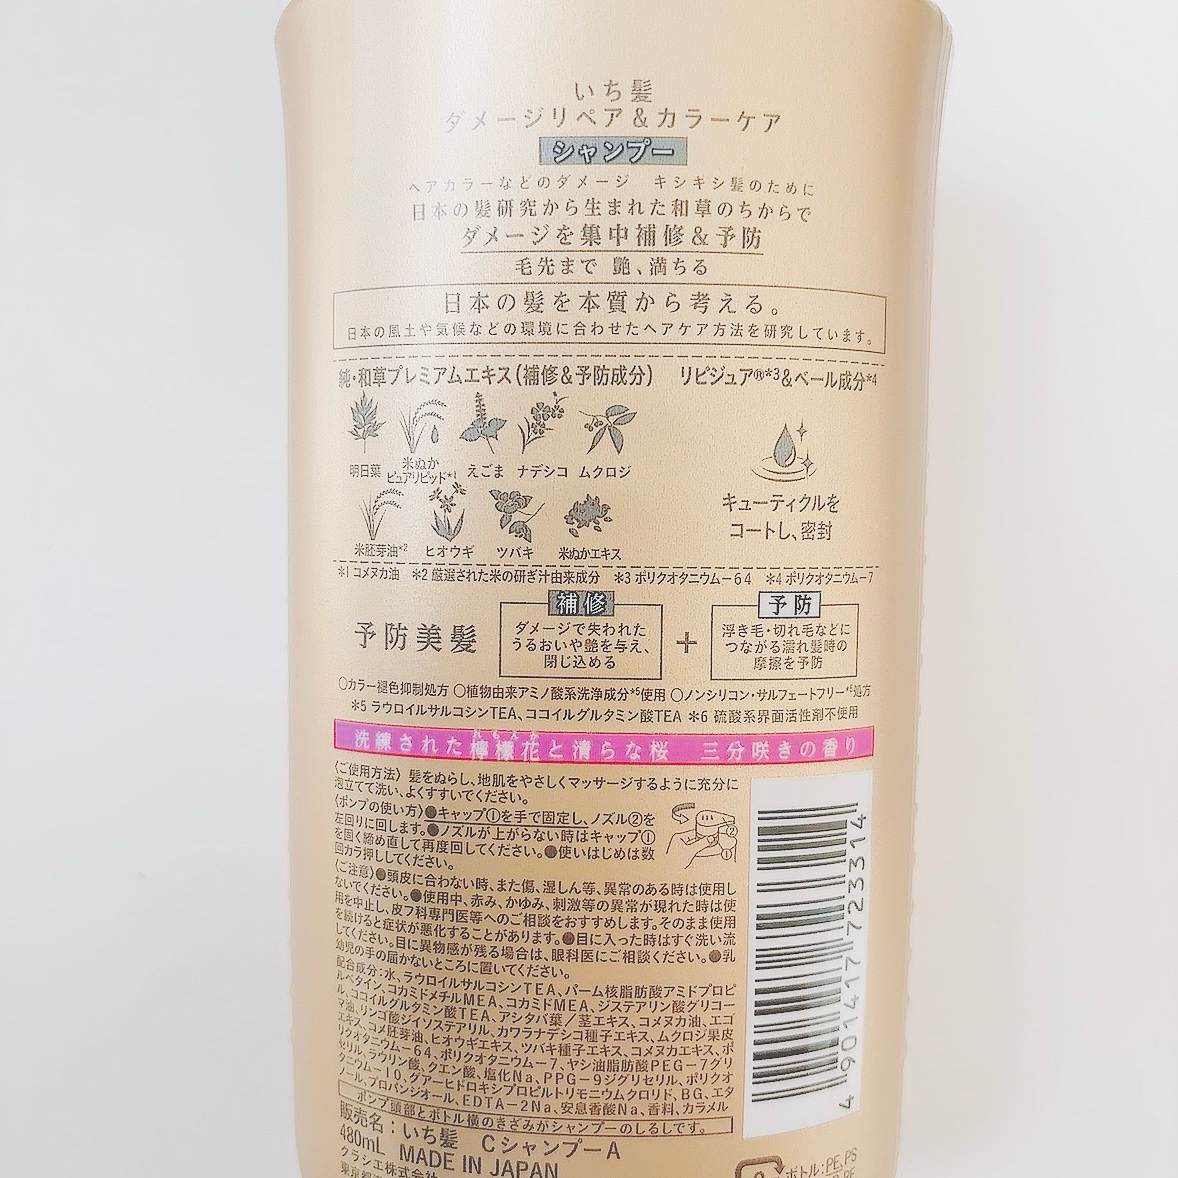 いち髪
ダメージリペア＆カラーケア
シャンプー
ヘアカラーなどのダメージ　キシキシ髪のために
日本の髪研究から生まれた和草のちからで
ダメージを集中補修＆予防
毛先まで 艶、満ちる
日本の髪を本質から考える。
日本の風土や気候などの環境に合わせたヘアケア方法を研究しています。
純・和草プレミアムエキス(補修＆予防成分)
明日葉
米ぬか
ピュアリピッド*1
えごま
ナデシコ
ムクロジ
米胚芽油*2
ヒオウギ
ツバキ
米ぬかエキス
リピジュア®*3＆ベール成分*4
キューティクルを
コートし、密封
*1 コメヌカ油　*2 厳選された米の研ぎ汁由来成分　*3 ポリクオタニウム－64　*4 ポリクオタニウム－7
予防美髪
補修
ダメージで失われた
うるおいや艶を与え、
閉じ込める
＋
予防
浮き毛・切れ毛などに
つながる濡れ髪時の
摩擦を予防
○カラー褪色抑制処方 ○植物由来アミノ酸系洗浄成分*5使用 ○ノンシリコン・サルフェートフリー*6処方
*5 ラウロイルサルコシンTEA、ココイルグルタミン酸TEA *6 硫酸系界面活性剤不使用
れもんか
洗練された檸檬花と清らな桜　三分咲きの香り
〈ご使用方法〉 髪をぬらし、地肌をやさしくマッサージするように充分に
泡立てて洗い、よくすすいでください。
〈ポンプの使い方〉●キャップ①を手で固定し、ノズル②を
左回りに回します。●ノズルが上がらない時はキャップ①
を固く締め直して再度回してください。●使いはじめは数
回カラ押ししてください。
②
①
〈ご注意〉●頭皮に合わない時、また傷、湿しん等、異常のある時は使用し
ないでください。●使用中、赤み、かゆみ、刺激等の異常が現れた時は使
用を中止し、皮フ科専門医等へのご相談をおすすめします。そのまま使用
を続けると症状が悪化することがあります。●目に入った時はすぐ洗い流
してください。目に異物感が残る場合は、眼科医にご相談ください。●乳
幼児の手の届かないところに置いてください。
配合成分：水、ラウロイルサルコシンTEA、パーム核脂肪酸アミドプロピ
ルベタイン、コカミドメチルMEA、コカミドMEA、ジステアリン酸グリコー
ル、ココイルグルタミン酸TEA、アシタバ葉／茎エキス、コメヌカ油、エゴ
マ油、リンゴ酸ジイソステアリル、カワラナデシコ種子エキス、ムクロジ果皮
エキス、コメ胚芽油、ヒオウギエキス、ツバキ種子エキス、コメヌカエキス、ポ
リクオタニウム－64、ポリクオタニウム－7、ヤシ油脂肪酸PEG－7グリ
セリル、ラウリン酸、クエン酸、塩化Na、PPG－9ジグリセリル、ポリクオ
タニウム－10、グアーヒドロキシプロピルトリモニウムクロリド、BG、エタ
ノール、プロパンジオール、EDTA－2Na、安息香酸Na、香料、カラメル
ポンプ頭部とボトル横のきざみがシャンプーのしるしです。
販売名：いち髪　CシャンプーA
480mL　MADE IN JAPAN
クラシエ株式会社
4 901417 723314
ボトル:PE,PS